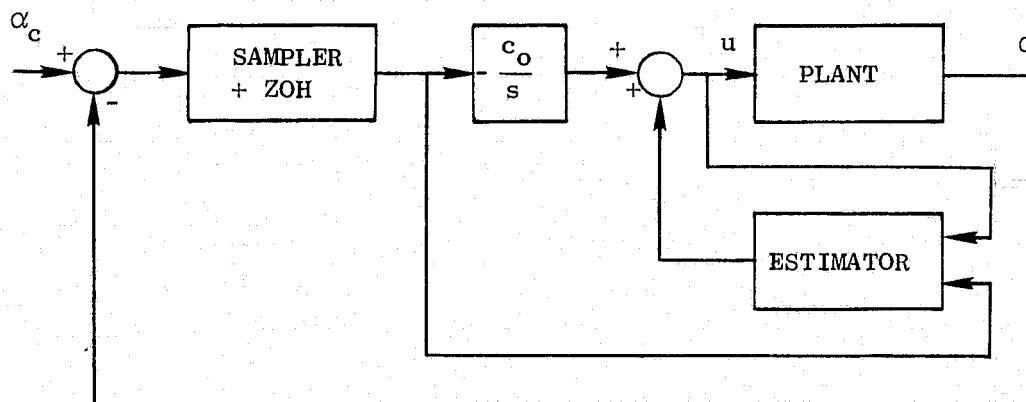 α_c
+
-
SAMPLER
+ ZOH
- c_o
s
+
+
u
PLANT
ESTIMATOR